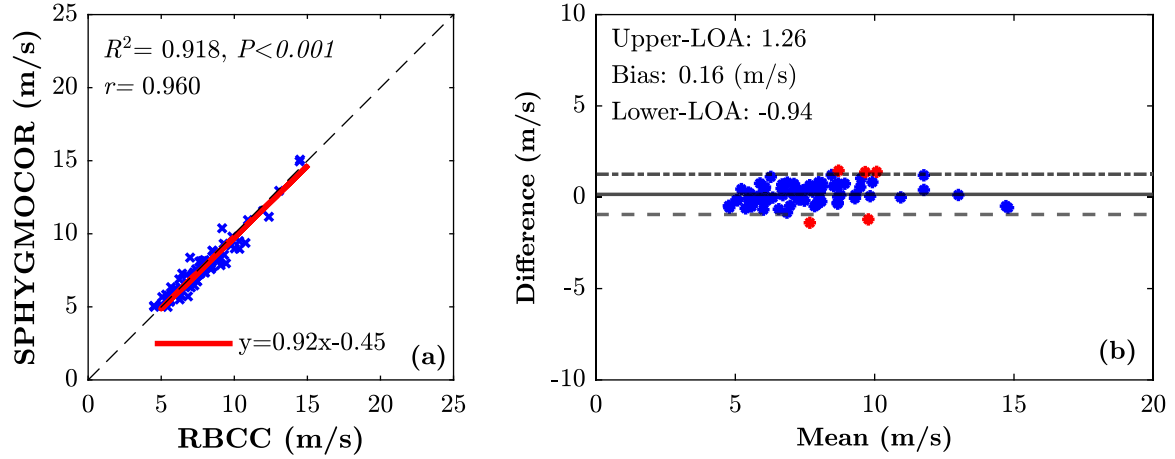 25
20
15
10
5
0
SPHYGMOCOR (m/s)
R²= 0.918, P<0.001
r= 0.960
y=0.92x-0.45
(a)
0 5 10 15 20 25
RBCC (m/s)
10
5
0
-5
-10
Difference (m/s)
Upper-LOA: 1.26
Bias: 0.16 (m/s)
Lower-LOA: -0.94
(b)
0 5 10 15 20
Mean (m/s)